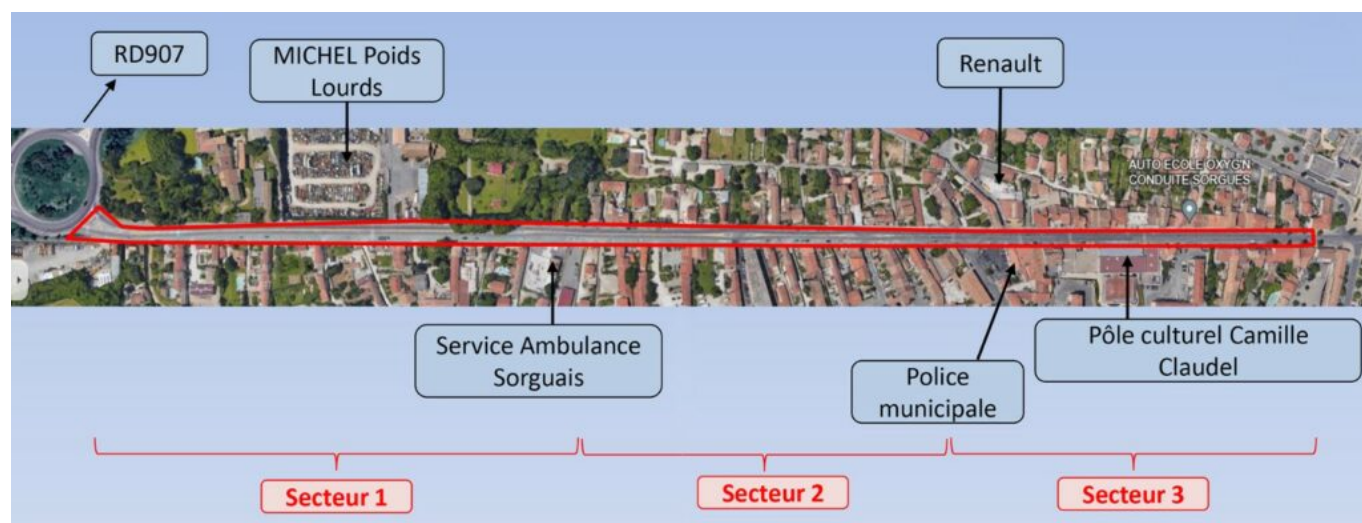 RD907
MICHEL Poids
Lourds
Renault
AUTO ECOLE OXYG'N
CONDUITE SORGUES
Service Ambulance
Sorguais
Police
municipale
Pôle culturel Camille
Claudel
Secteur 1
Secteur 2
Secteur 3